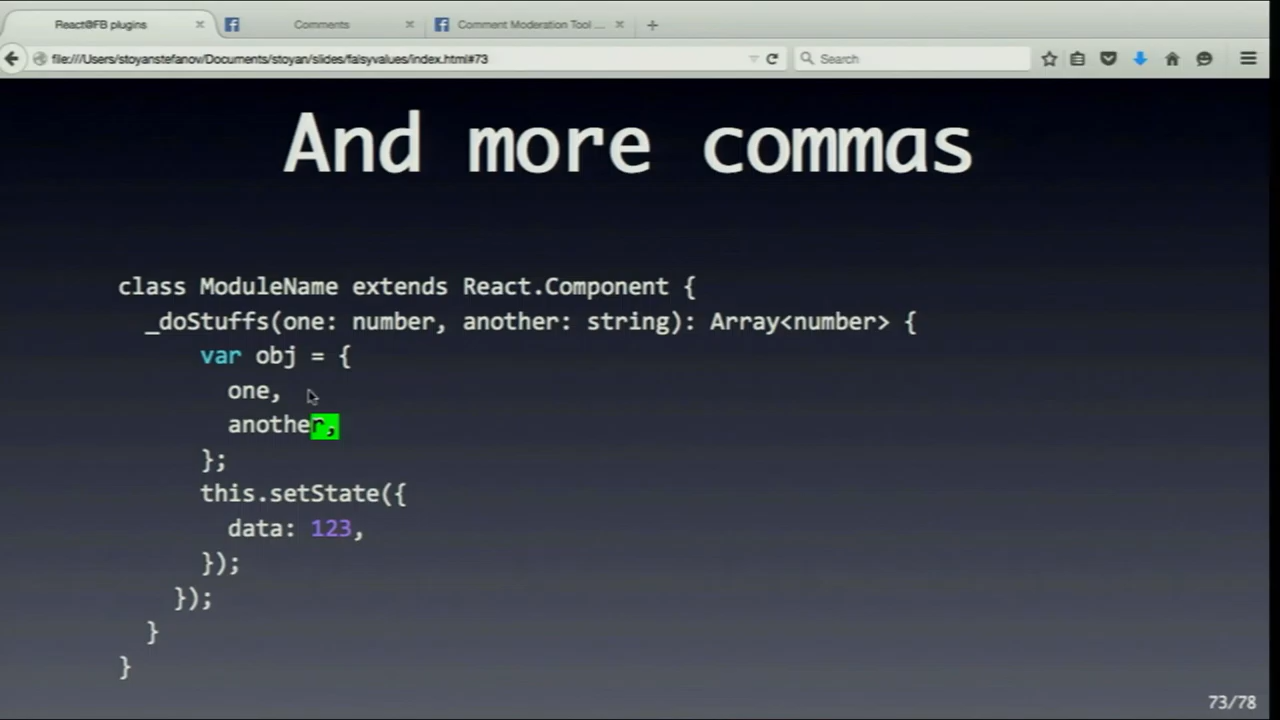 React@FB plugins
Comments
Comment Moderation Tool ...
file:///Users/stoyanstefanov/Documents/stoyan/slides/falsyvalues/index.html#73
Search
And more commas
class ModuleName extends React.Component {
_doStuffs(one: number, another: string): Array<number> {
var obj = {
one,
another,
};
this.setState({
data: 123,
});
});
}
}
73/78